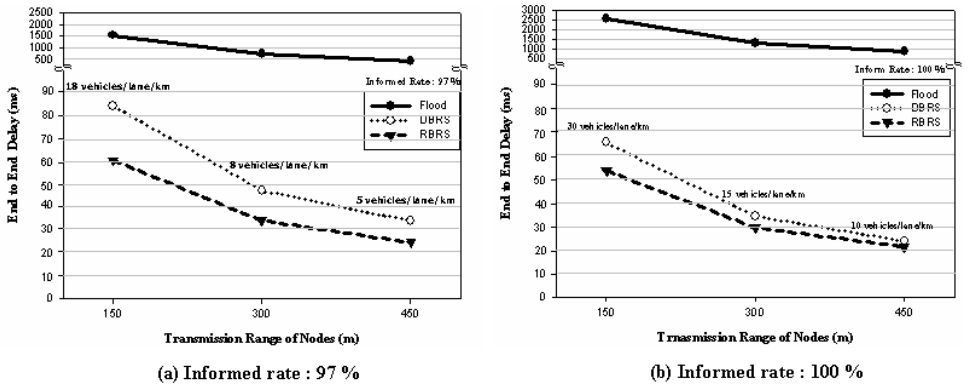 2500
2000
1500
1000
500
90
80
70
60
50
40
30
20
10
0
End to End Delay (ms)
Informed Rate : 97%
18 vehicles/lane/km
8 vehicles/lane/km
5 vehicles/lane/km
Flood
DBRS
RBRS
150
300
450
Transmission Range of Nodes (m)
(a) Informed rate : 97 %
3000
2500
2000
1500
1000
500
90
80
70
60
50
40
30
20
10
0
End to End Delay (ms)
Inform Rate : 100 %
30 vehicles/lane/km
15 vehicles/lane/km
10 vehicles/lane/km
Flood
DBRS
RBRS
150
300
450
Trnasmission Range of Nodes (m)
(b) Informed rate : 100 %